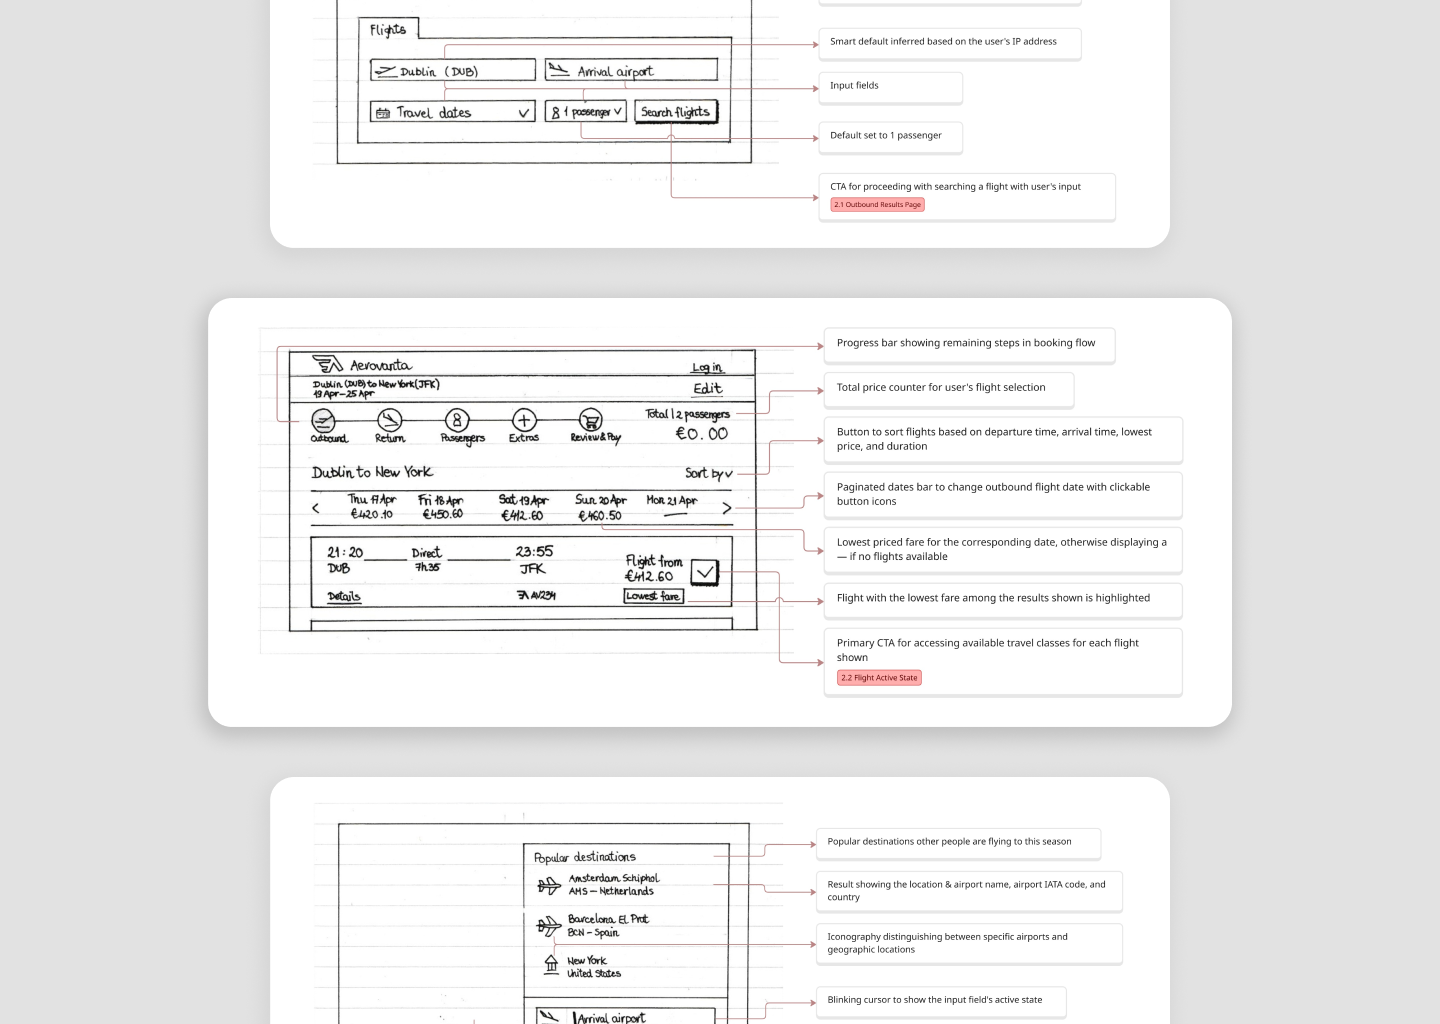 Flights
Dublin (DUB)
Arrival airport
Travel dates
1 passenger
Search flights
Smart default inferred based on the user's IP address
Input fields
Default set to 1 passenger
CTA for proceeding with searching a flight with user's input
2.1 Outbound Results Page
Aerovanta
Log in
Dublin (DUB) to New York (JFK)
19 Apr – 25 Apr
Edit
Outbound
Return
Passengers
Extras
Review & Pay
Total | 2 passengers
€0.00
Dublin to New York
Sort by
Thu 17 Apr
€420.10
Fri 18 Apr
€450.60
Sat 19 Apr
€412.60
Sun 20 Apr
€460.50
Mon 21 Apr
—
21:20
DUB
Direct
7h35
23:55
JFK
Flight from
€412.60
Details
AV234
Lowest fare
Progress bar showing remaining steps in booking flow
Total price counter for user's flight selection
Button to sort flights based on departure time, arrival time, lowest
price, and duration
Paginated dates bar to change outbound flight date with clickable
button icons
Lowest priced fare for the corresponding date, otherwise displaying a
— if no flights available
Flight with the lowest fare among the results shown is highlighted
Primary CTA for accessing available travel classes for each flight
shown
2.2 Flight Active State
Popular destinations
Amsterdam Schiphol
AMS – Netherlands
Barcelona El Prat
BCN – Spain
New York
United States
Arrival airport
Popular destinations other people are flying to this season
Result showing the location & airport name, airport IATA code, and
country
Iconography distinguishing between specific airports and
geographic locations
Blinking cursor to show the input field's active state